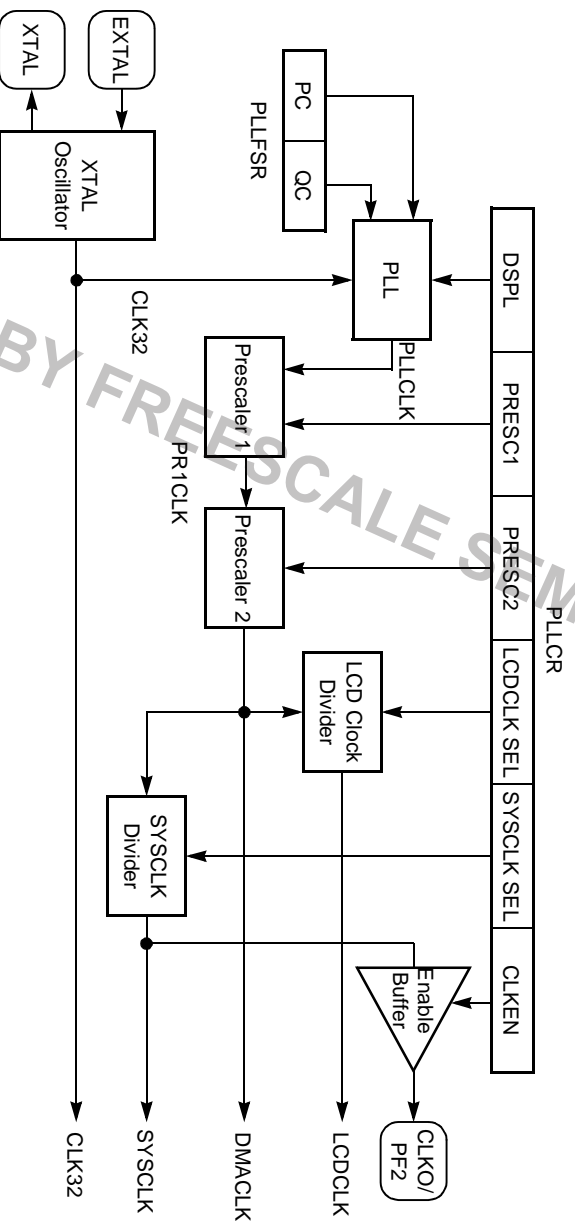 PLLCR
DSPL
PRESC1
PRESC2
LCDCLK SEL
SYSCLK SEL
CLKEN
PC
QC
PLLFSR
PLL
PLLCLK
LCD Clock
Divider
Enable
Buffer
CLKO/
PF2
LCDCLK
Prescaler 1
PR1CLK
Prescaler 2
DMACLK
EXTAL
XTAL
XTAL
Oscillator
CLK32
SYSCLK
Divider
SYSCLK
CLK32
BY FREESCALE SEM